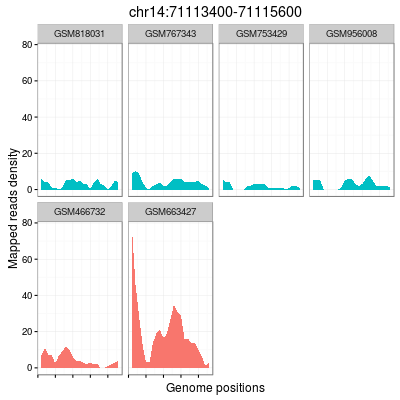 chr14:71113400-71115600
GSM818031 GSM767343 GSM753429 GSM956008
80
60
40
20
0
GSM466732 GSM663427
80
60
40
20
0
Mapped reads density
Genome positions